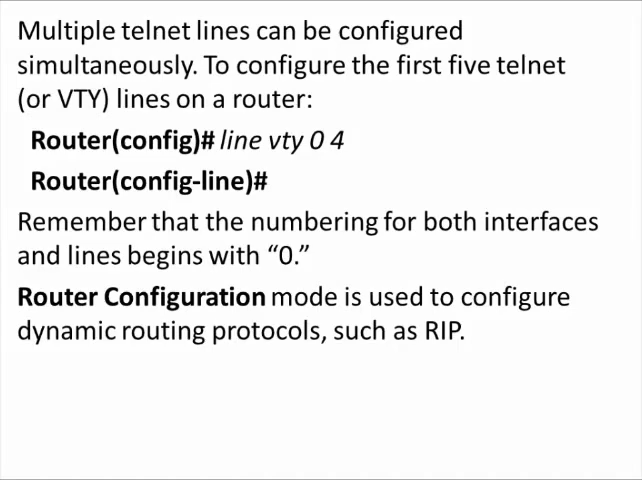 Multiple telnet lines can be configured
simultaneously. To configure the first five telnet
(or VTY) lines on a router:
Router(config)# line vty 0 4
Router(config-line)#
Remember that the numbering for both interfaces
and lines begins with “0.”
Router Configuration mode is used to configure
dynamic routing protocols, such as RIP.